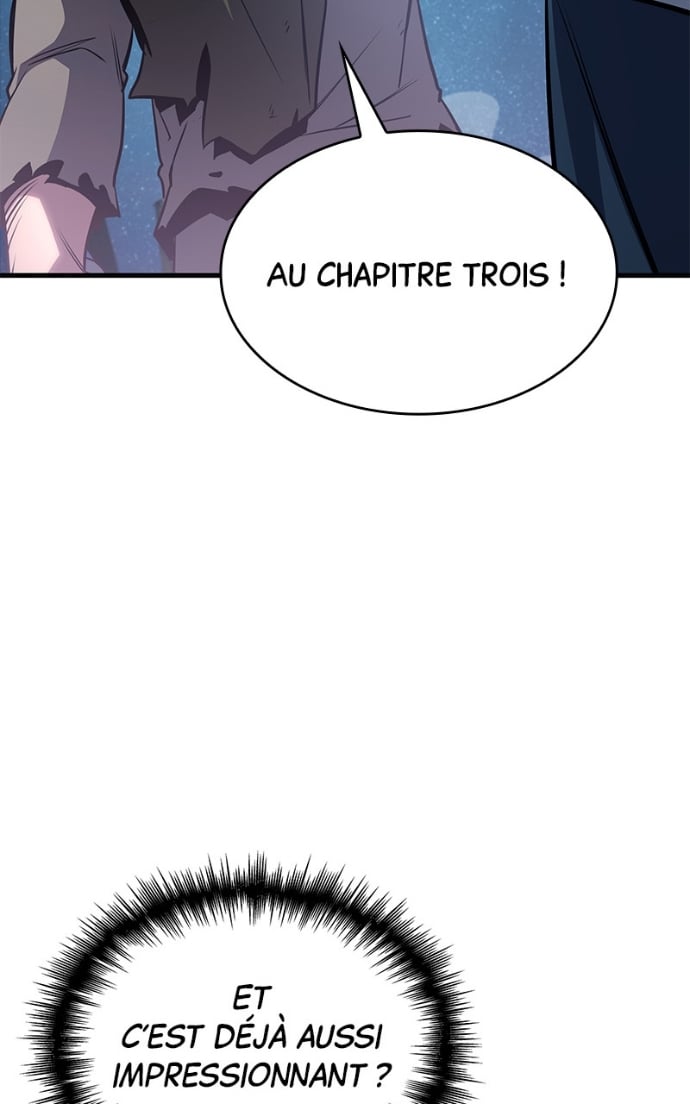 AU CHAPITRE TROIS !
ET
C'EST DÉJÀ AUSSI
IMPRESSIONNANT ?